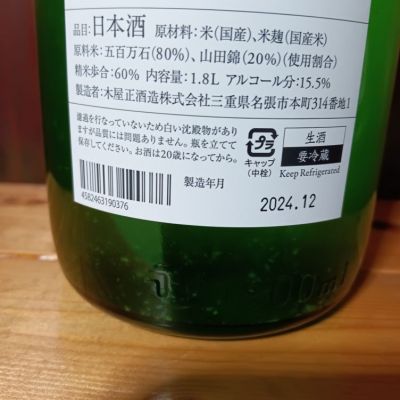 品目:日本酒 原材料:米(国産)、米麹(国産米)
原料米:五百万石(80%)、山田錦(20%)(使用割合)
精米歩合:60% 内容量:1.8L アルコール分:15.5%
製造者:木屋正酒造株式会社三重県名張市本町314番地1
濾過を行なっていないため白い沈殿物があり
ますが品質には問題ありません。瓶を立てて
保存してください。お酒は20歳になってから。
プラ
キャップ
(中栓)
生酒
要冷蔵
Keep Refrigerated
4582463190376
製造年月
2024.12